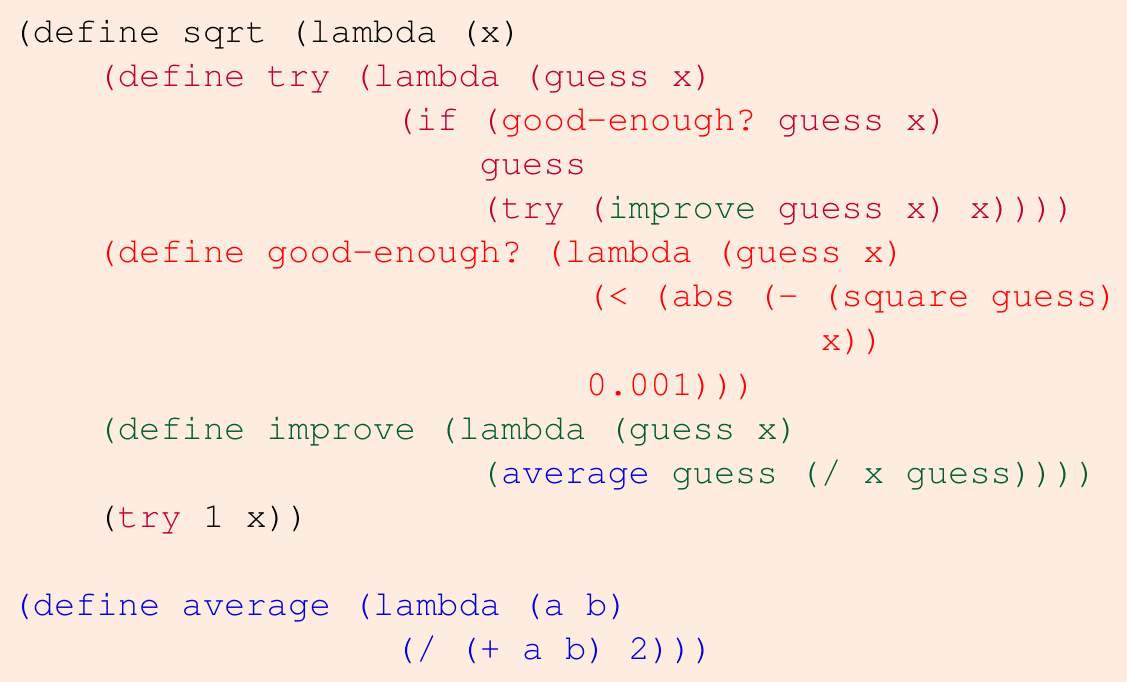 (define sqrt (lambda (x)
(define try (lambda (guess x)
(if (good-enough? guess x)
guess
(try (improve guess x) x))))
(define good-enough? (lambda (guess x)
(< (abs (- (square guess)
x))
0.001)))
(define improve (lambda (guess x)
(average guess (/ x guess))))
(try 1 x))
(define average (lambda (a b)
(/ (+ a b) 2)))